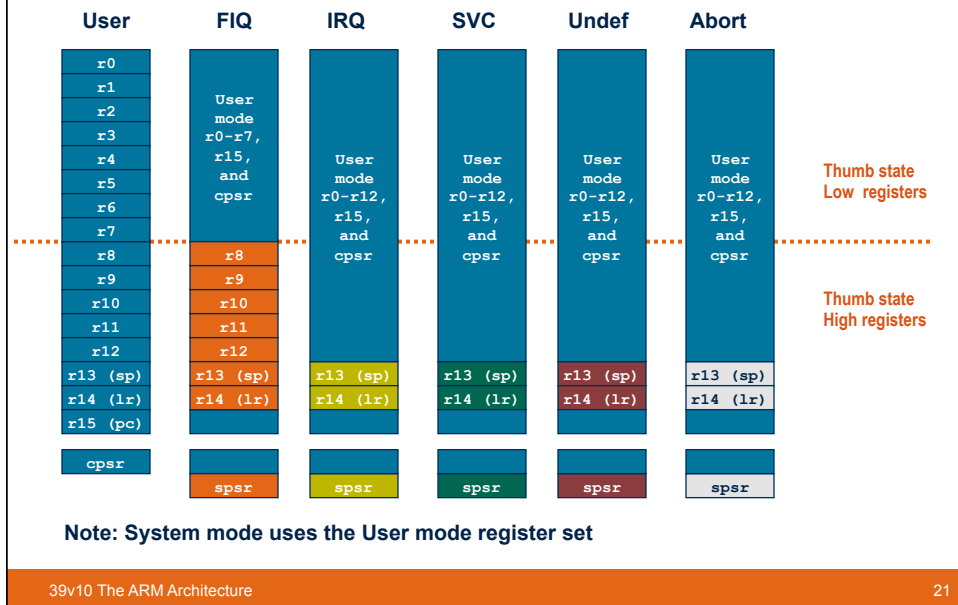 User FIQ IRQ SVC Undef Abort
r0
r1
r2
r3
r4
r5
r6
r7
r8
r9
r10
r11
r12
r13 (sp)
r14 (lr)
r15 (pc)
cpsr
User
mode
r0-r7,
r15,
and
cpsr
r8
r9
r10
r11
r12
r13 (sp)
r14 (lr)
spsr
User
mode
r0-r12,
r15,
and
cpsr
r13 (sp)
r14 (lr)
spsr
User
mode
r0-r12,
r15,
and
cpsr
r13 (sp)
r14 (lr)
spsr
User
mode
r0-r12,
r15,
and
cpsr
r13 (sp)
r14 (lr)
spsr
User
mode
r0-r12,
r15,
and
cpsr
r13 (sp)
r14 (lr)
spsr
Thumb state
Low registers
Thumb state
High registers
Note: System mode uses the User mode register set
39v10 The ARM Architecture 21